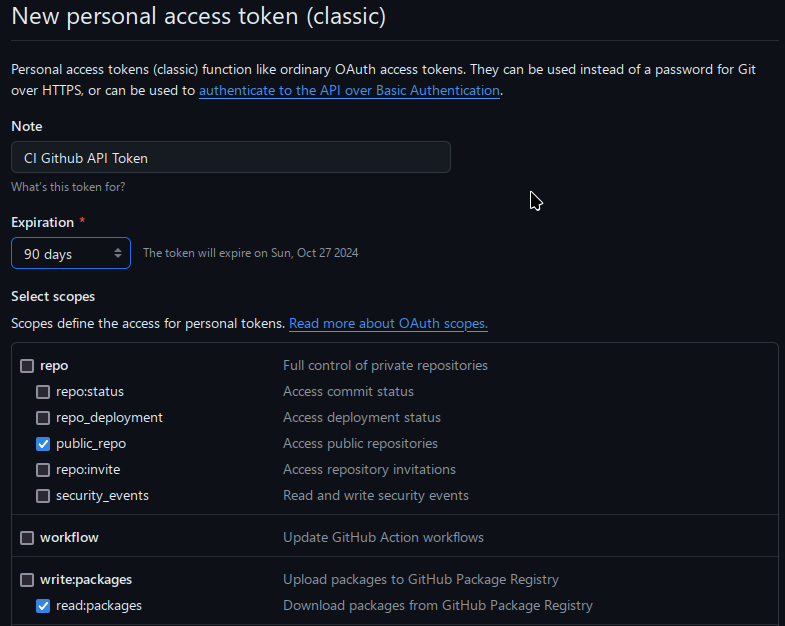 New personal access token (classic)
Personal access tokens (classic) function like ordinary OAuth access tokens. They can be used instead of a password for Git
over HTTPS, or can be used to authenticate to the API over Basic Authentication.
Note
CI Github API Token
What's this token for?
Expiration *
90 days The token will expire on Sun, Oct 27 2024
Select scopes
Scopes define the access for personal tokens. Read more about OAuth scopes.
repo Full control of private repositories
repo:status Access commit status
repo_deployment Access deployment status
public_repo Access public repositories
repo:invite Access repository invitations
security_events Read and write security events
workflow Update GitHub Action workflows
write:packages Upload packages to GitHub Package Registry
read:packages Download packages from GitHub Package Registry